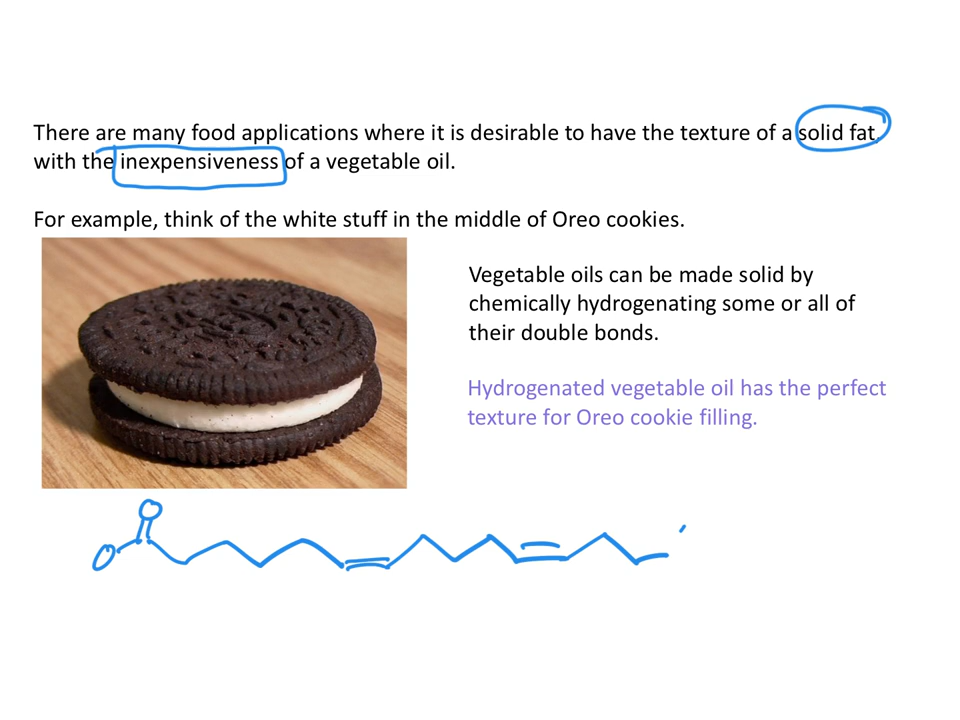 There are many food applications where it is desirable to have the texture of a solid fat,
with the inexpensiveness of a vegetable oil.
For example, think of the white stuff in the middle of Oreo cookies.
Vegetable oils can be made solid by
chemically hydrogenating some or all of
their double bonds.
Hydrogenated vegetable oil has the perfect
texture for Oreo cookie filling.
O
O